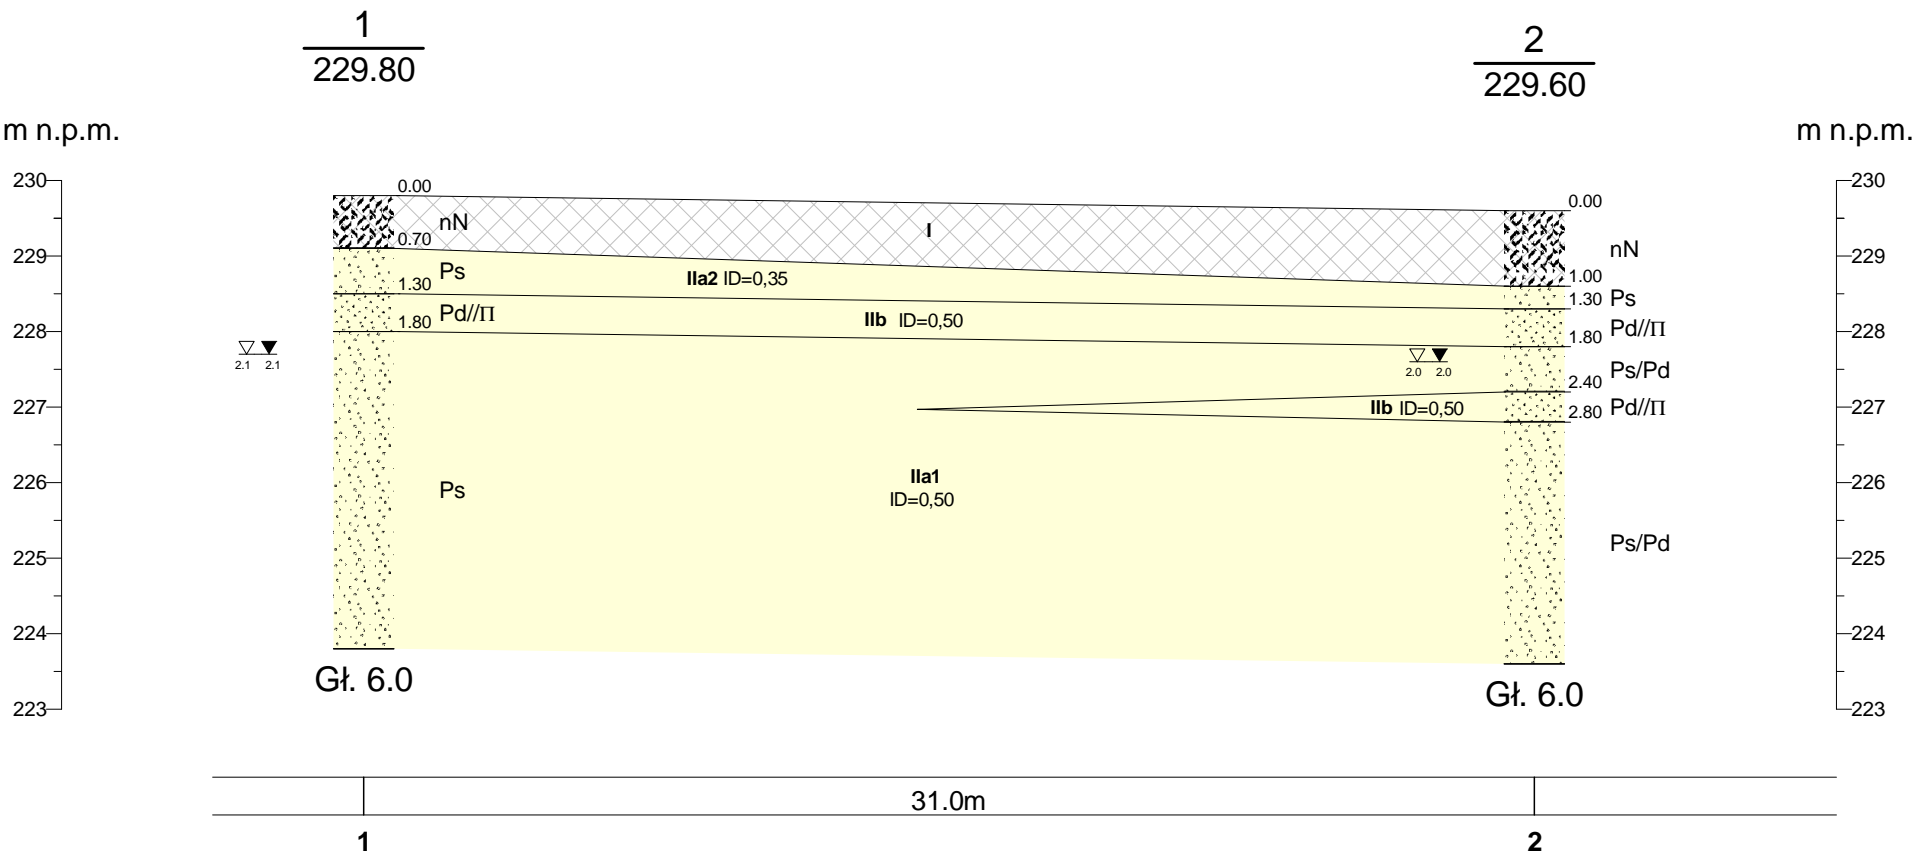 1
229.80
2
229.60
m n.p.m.
m n.p.m.
230
229
228
227
226
225
224
223
0.00
nN
0.70
Ps
1.30
Pd//Π
1.80
2.1 2.1
Ps
Gł. 6.0
I
IIa2 ID=0,35
IIb ID=0,50
IIb ID=0,50
IIa1
ID=0,50
2.0 2.0
0.00
nN
1.00
1.30 Ps
Pd//Π
1.80
Ps/Pd
2.40
Pd//Π
2.80
Ps/Pd
Gł. 6.0
230
229
228
227
226
225
224
223
31.0m
1
2